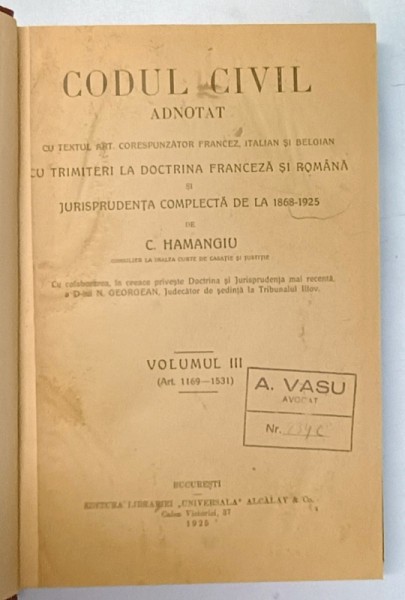 CODUL CIVIL
ADNOTAT
CU TEXTUL ART. CORESPUNZĂTOR FRANCEZ, ITALIAN ȘI BELGIAN
CU TRIMITERI LA DOCTRINA FRANCEZĂ ȘI ROMÂNĂ
ȘI
JURISPRUDENȚA COMPLECTĂ DE LA 1868-1925
DE
C. HAMANGIU
CONSILIER LA INALTA CURTE DE CASAȚIE ȘI JUSTIȚIE
Cu colaborarea, în ceeace privește Doctrina și Jurisprudența mai recentă,
a D-lui N. GEORGEAN, Judecător de ședință la Tribunalul Ilfov.
VOLUMUL III
(Art. 1169—1531)
A. VASU
AVOCAT
Nr.
BUCUREȘTI
EDITURA LIBRĂRIEI „UNIVERSALA” ALCALAY & Co.
Calea Victoriei, 27
1925